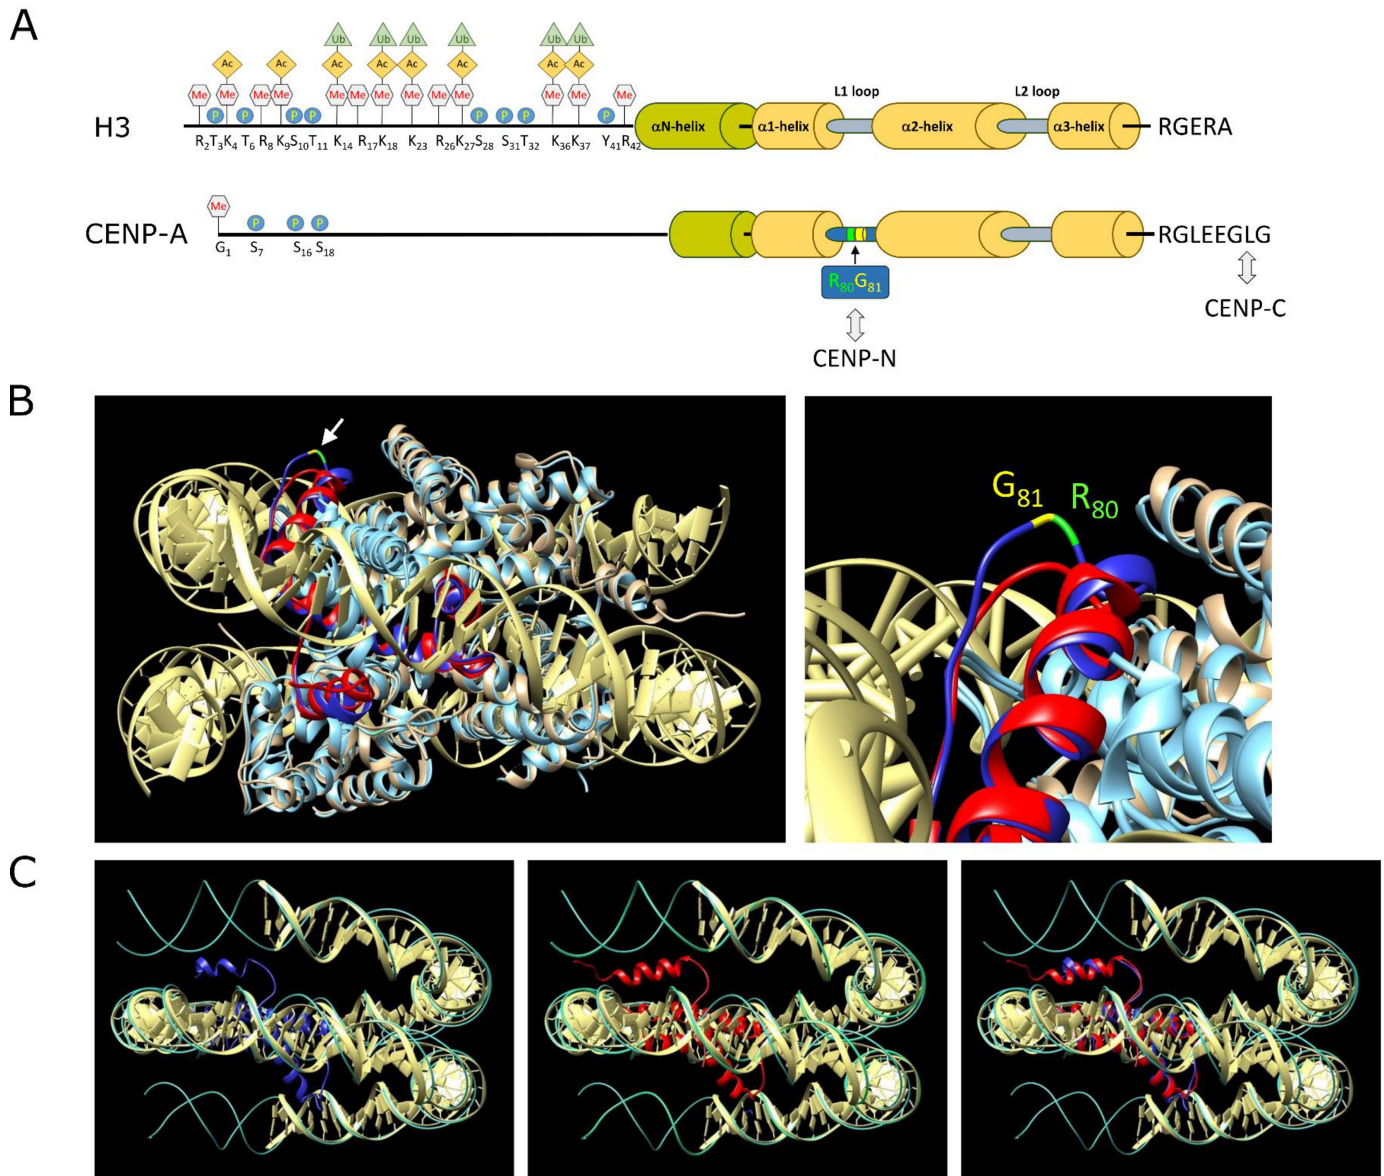 A
Ub Ub Ub Ub Ub Ub
Ac Ac Ac Ac Ac Ac Ac Ac
Me Me Me Me Me Me Me Me Me Me Me Me Me
P P P P P P P P
L1 loop L2 loop
H3 αN-helix α1-helix α2-helix α3-helix RGERA
R2T3K4 T6 R8 K9S10T11 K14 R17K18 K23 R26K27S28 S31T32 K36K37 Y41R42
Me
P P P
CENP-A RGLEEGLG
G1 S7 S16 S18
R80G81
CENP-C
CENP-N
B
G81 R80
C